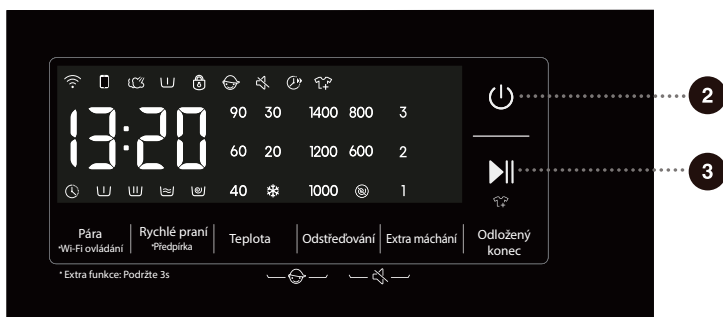 13:20
90 30 1400 800 3
60 20 1200 600 2
40 1000 1
2
3
Pára
*Wi-Fi ovládání
Rychlé praní
*Předpírka
Teplota
Odstřeďování
Extra máchání
Odložený
konec
* Extra funkce: Podržte 3s